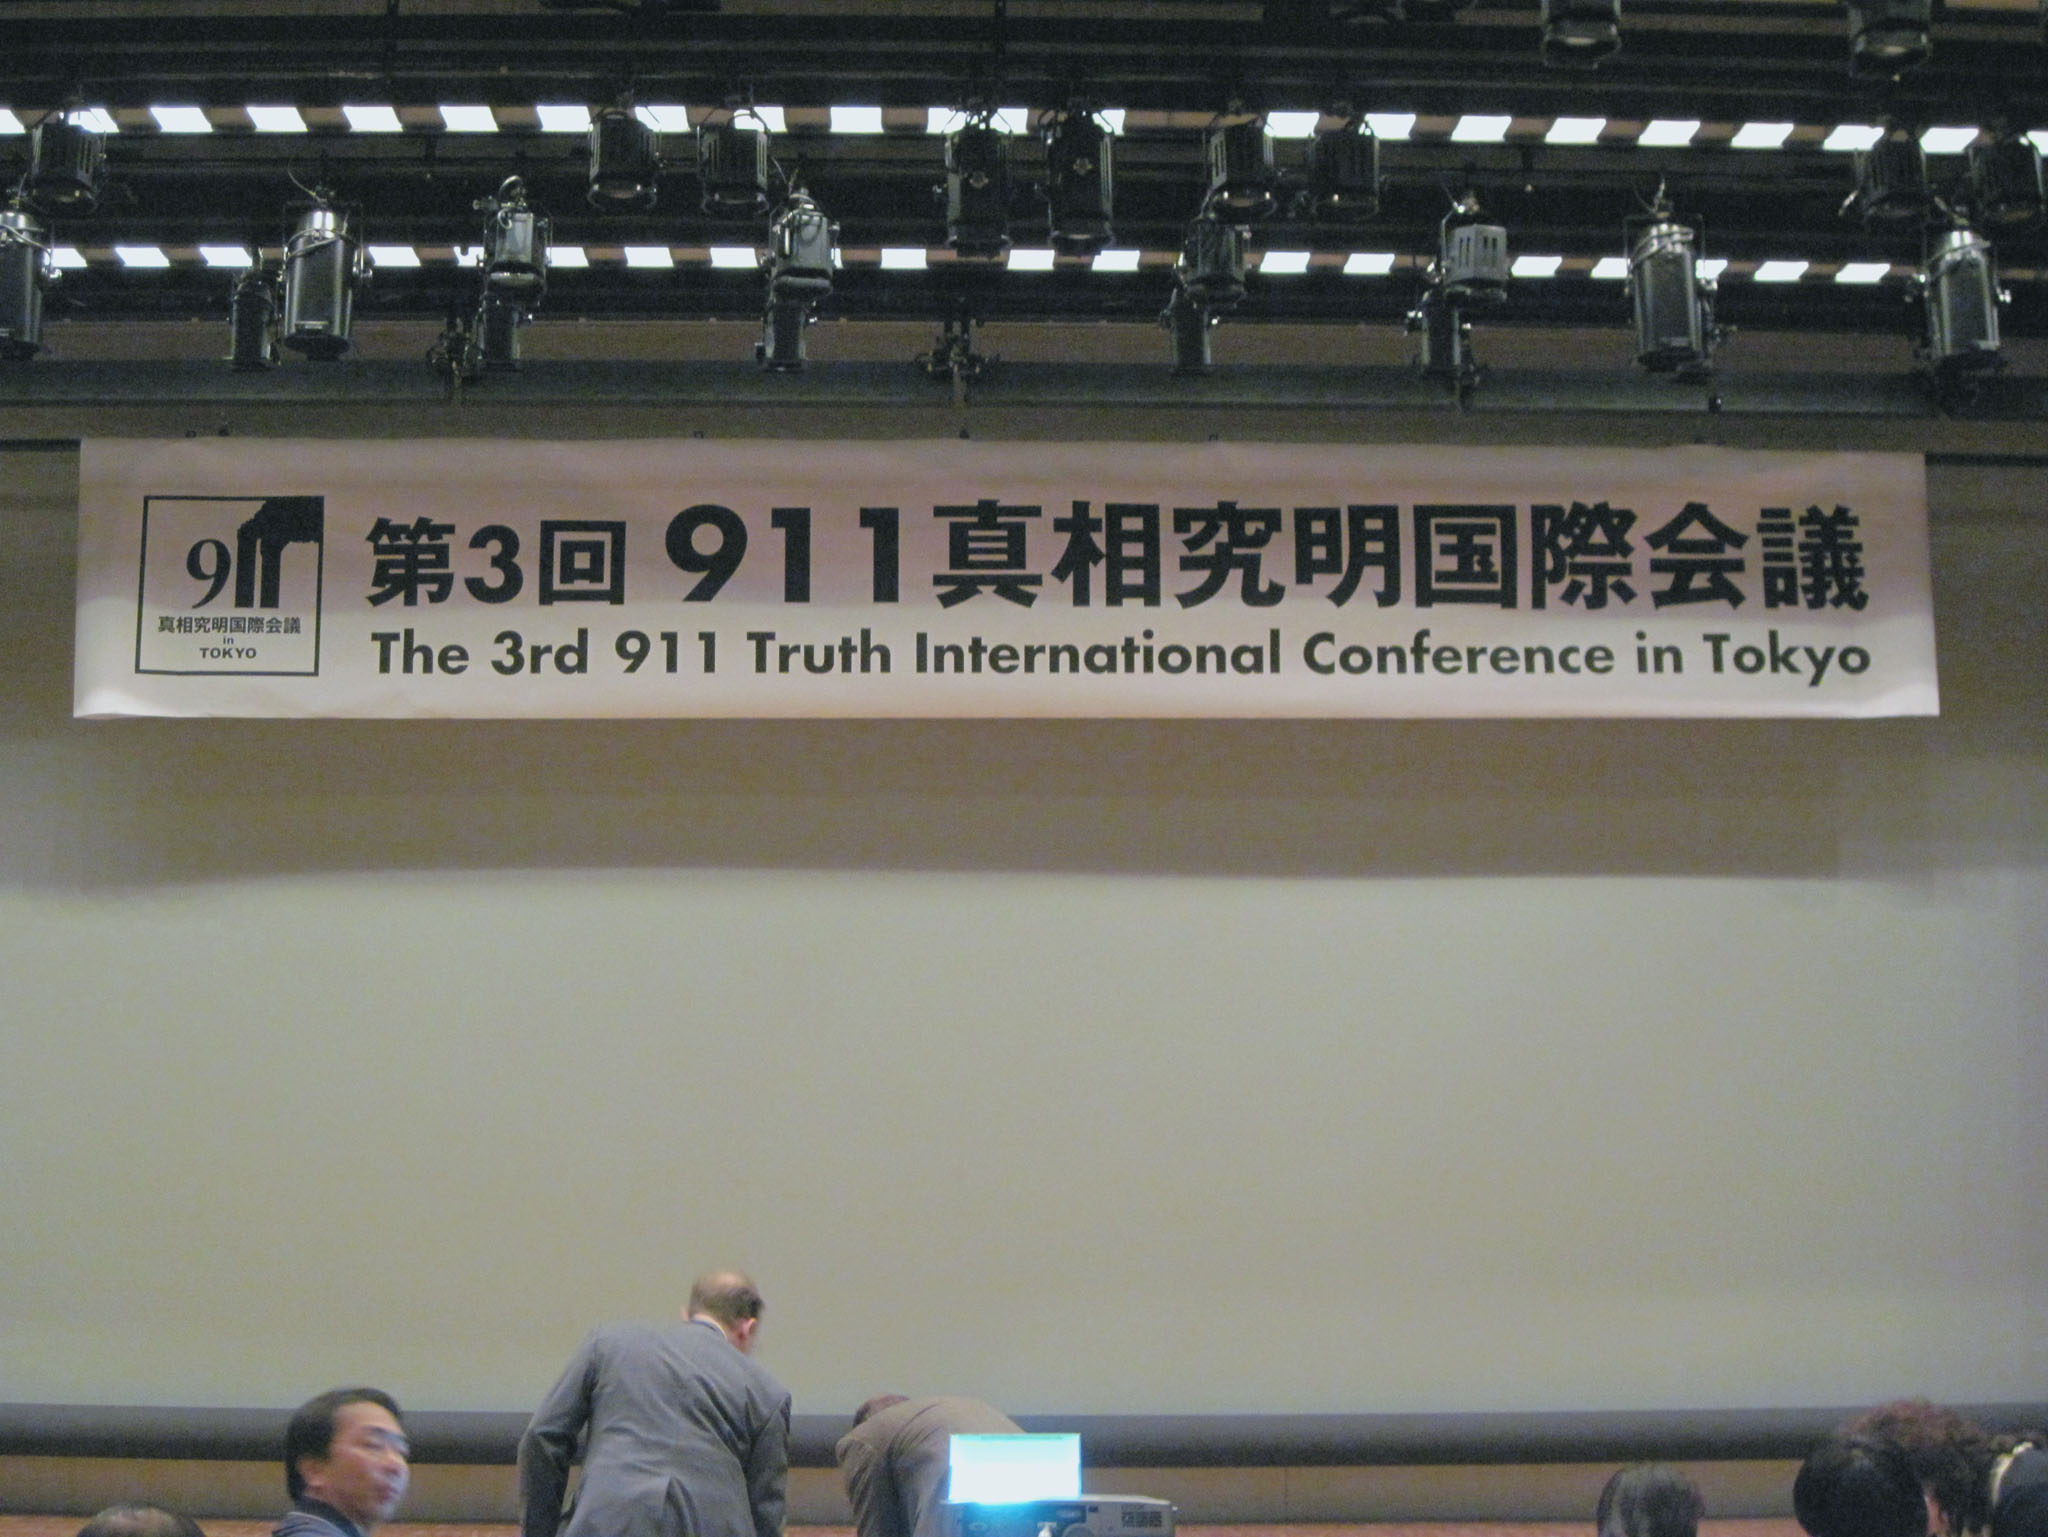 911
真相究明国際会議
in
TOKYO
第3回 911真相究明国際会議
The 3rd 911 Truth International Conference in Tokyo